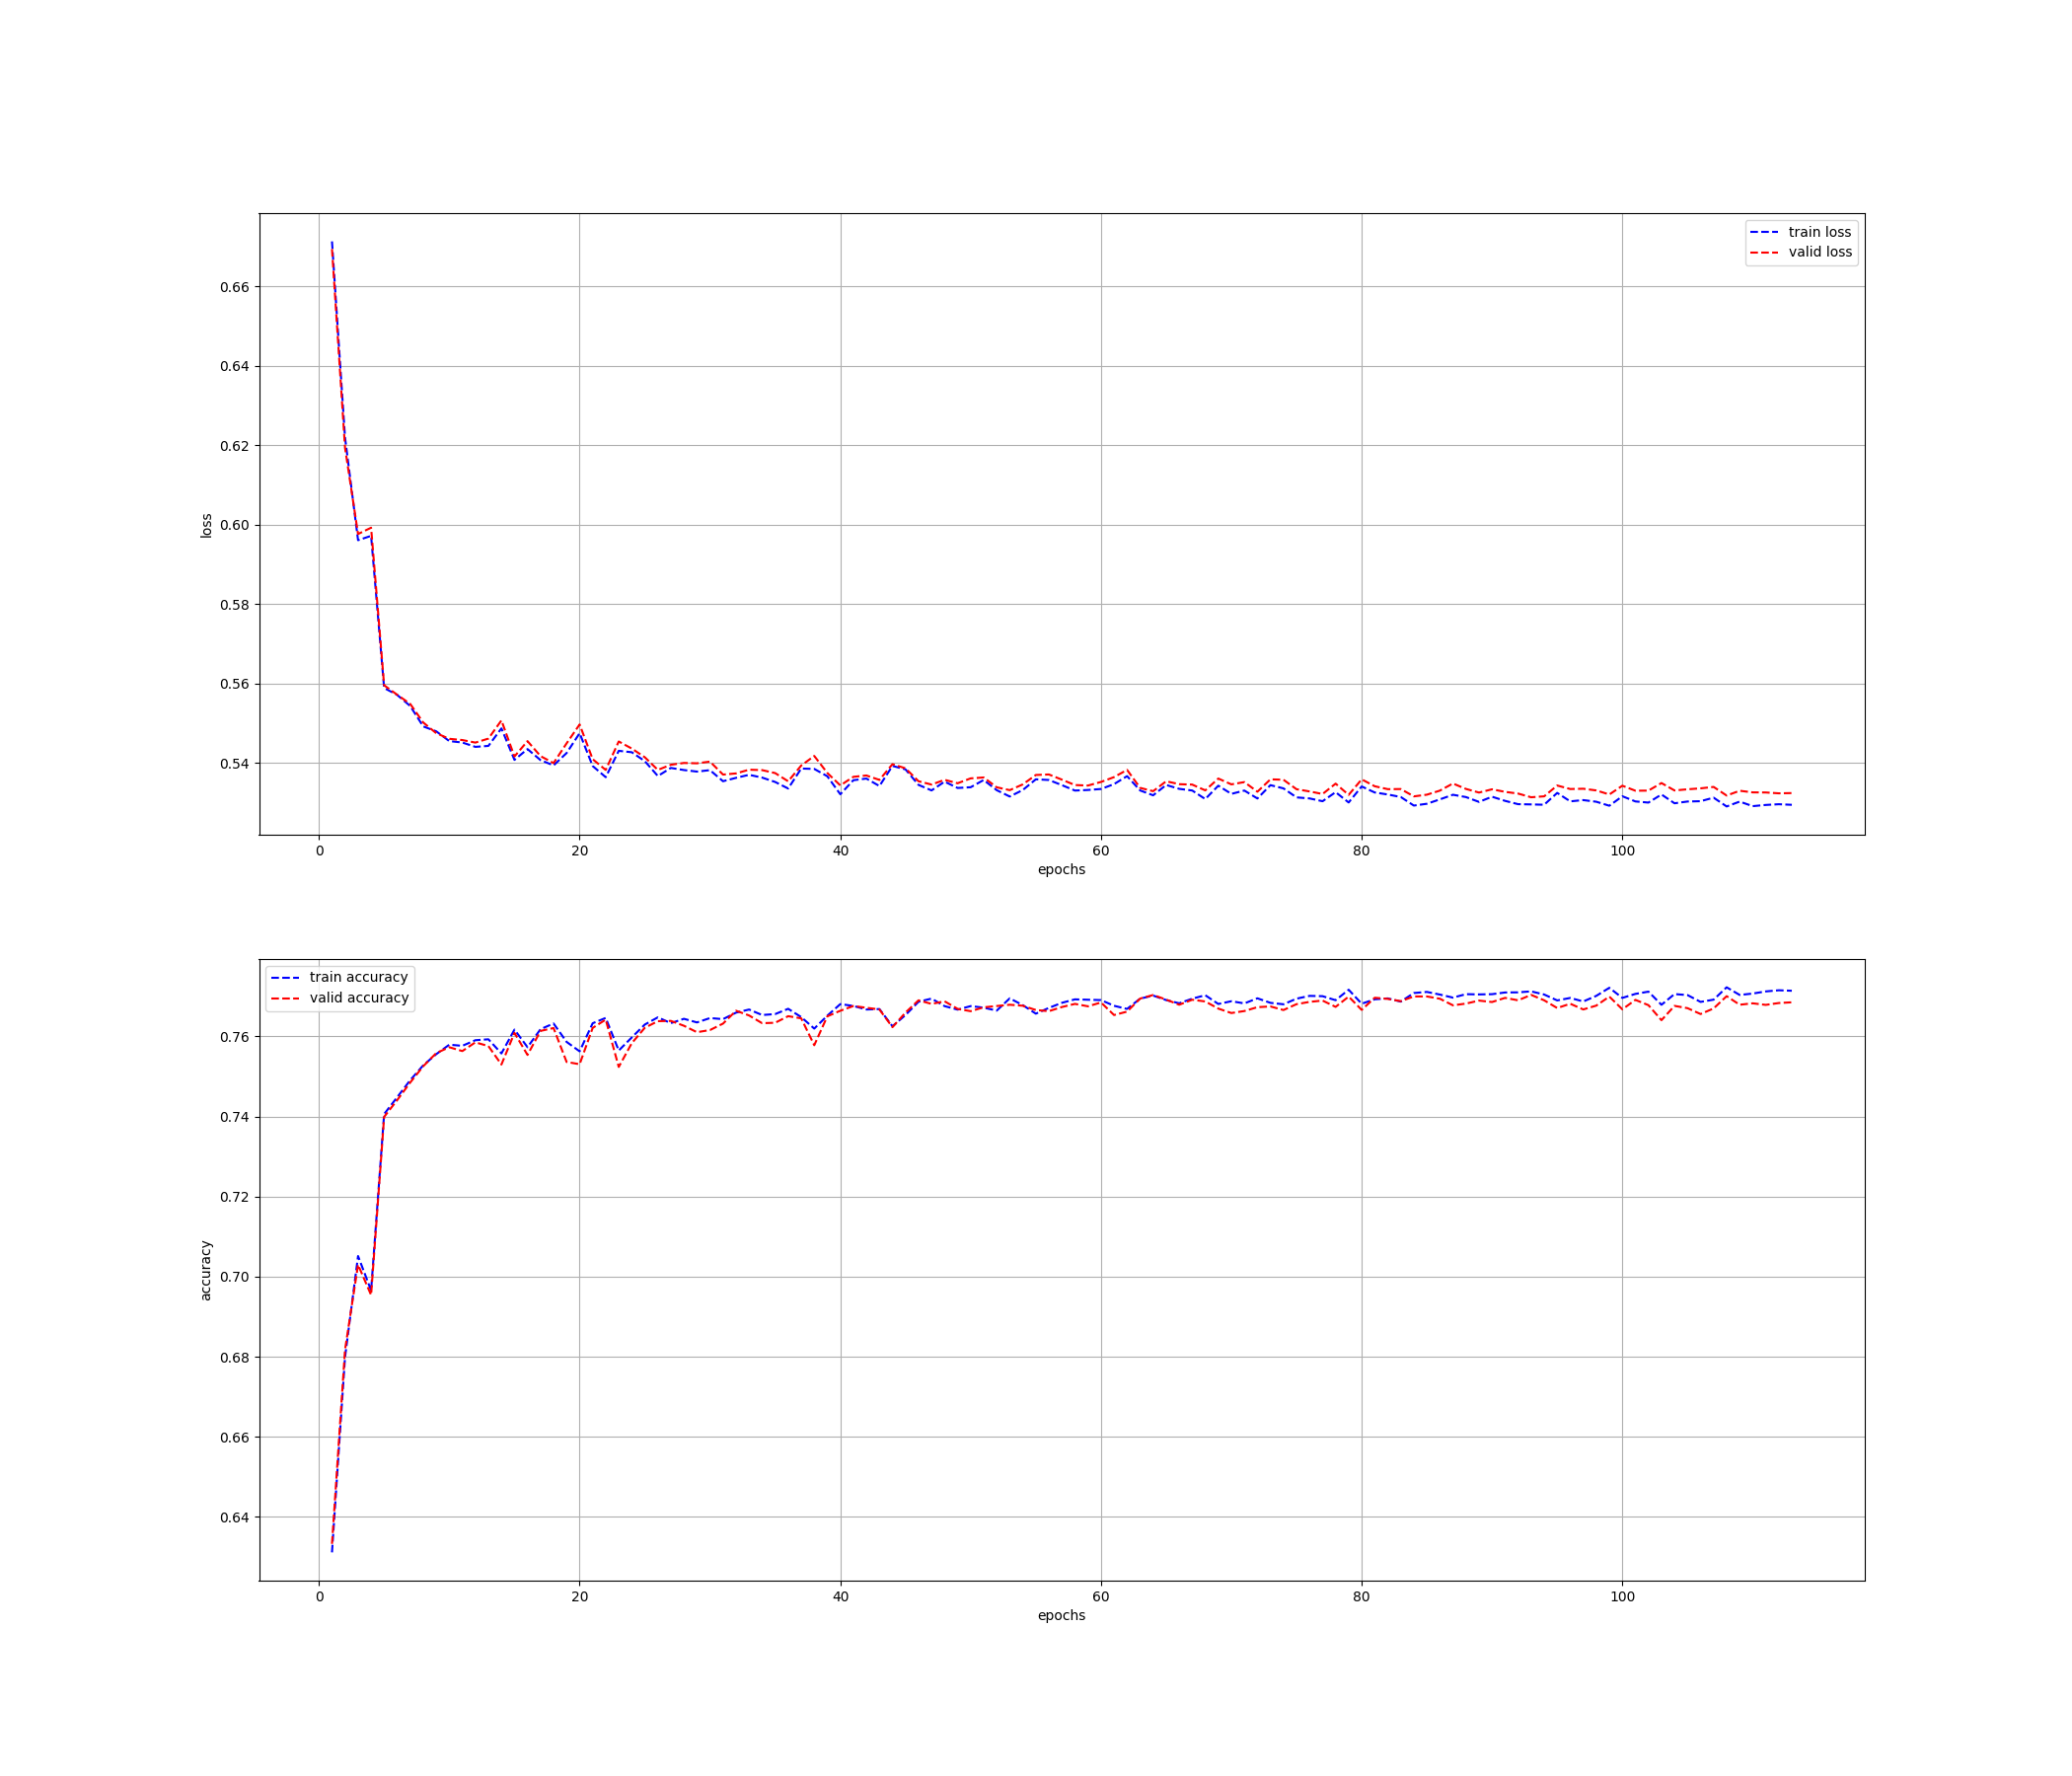 train loss
valid loss
0.66
0.64
0.62
0.60
0.58
0.56
0.54
loss
0 20 40 60 80 100
epochs
train accuracy
valid accuracy
0.76
0.74
0.72
0.70
0.68
0.66
0.64
accuracy
0 20 40 60 80 100
epochs